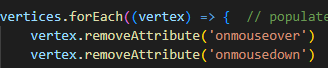 vertices.forEach((vertex) => {  // populate
    vertex.removeAttribute('onmouseover')
    vertex.removeAttribute('onmousedown')